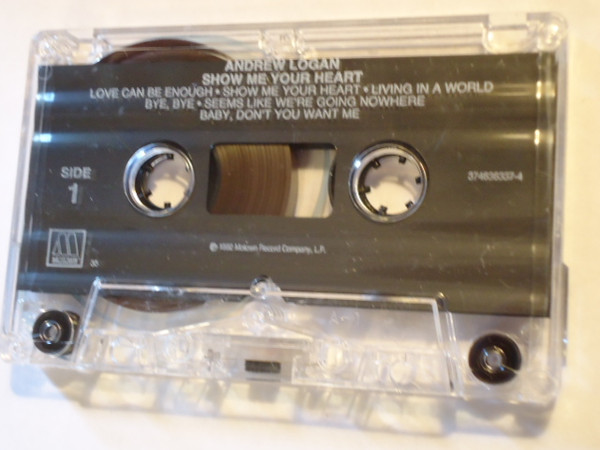 ANDREW LOGAN
SHOW ME YOUR HEART
LOVE CAN BE ENOUGH • SHOW ME YOUR HEART • LIVING IN A WORLD
BYE, BYE • SEEMS LIKE WE'RE GOING NOWHERE
BABY, DON'T YOU WANT ME
SIDE
1
374636337-4
MOTOWN
Motown Record Company, L.P.